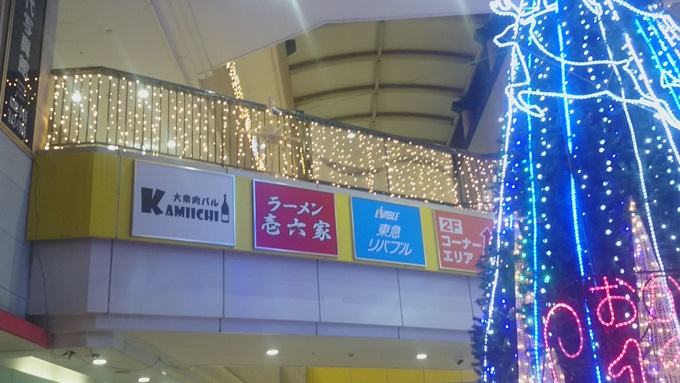 大衆肉バル
KAMIICHI
ラーメン
壱六家
LIVABLE
東急
リバブル
2F
コーナー
エリア